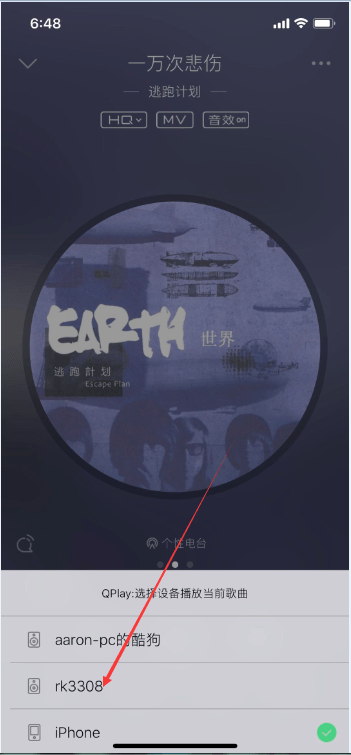 6:48
一万次悲伤
逃跑计划
HQ MV 音效on
EARTH 世界
逃跑計划
Escape Plan
个性电台
QPlay:选择设备播放当前歌曲
aaron-pc的酷狗
rk3308
iPhone